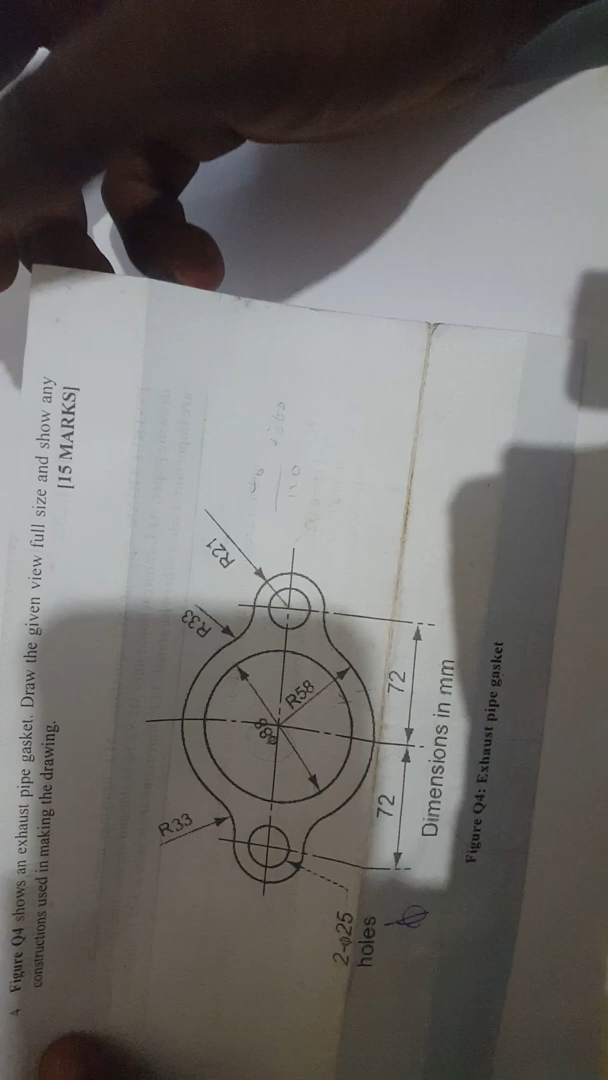 4 Figure Q4 shows an exhaust pipe gasket. Draw the given view full size and show any
constructions used in making the drawing.
[15 MARKS]
R33
R33
R21
ø88
R58
2-ø25
holes
72
72
Dimensions in mm
Figure Q4: Exhaust pipe gasket